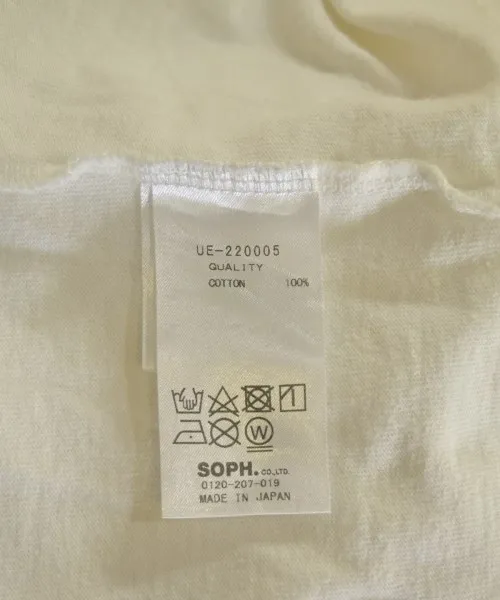 UE-220005
QUALITY
COTTON 100%
W
SOPH.CO.,LTD.
0120-207-019
MADE IN JAPAN